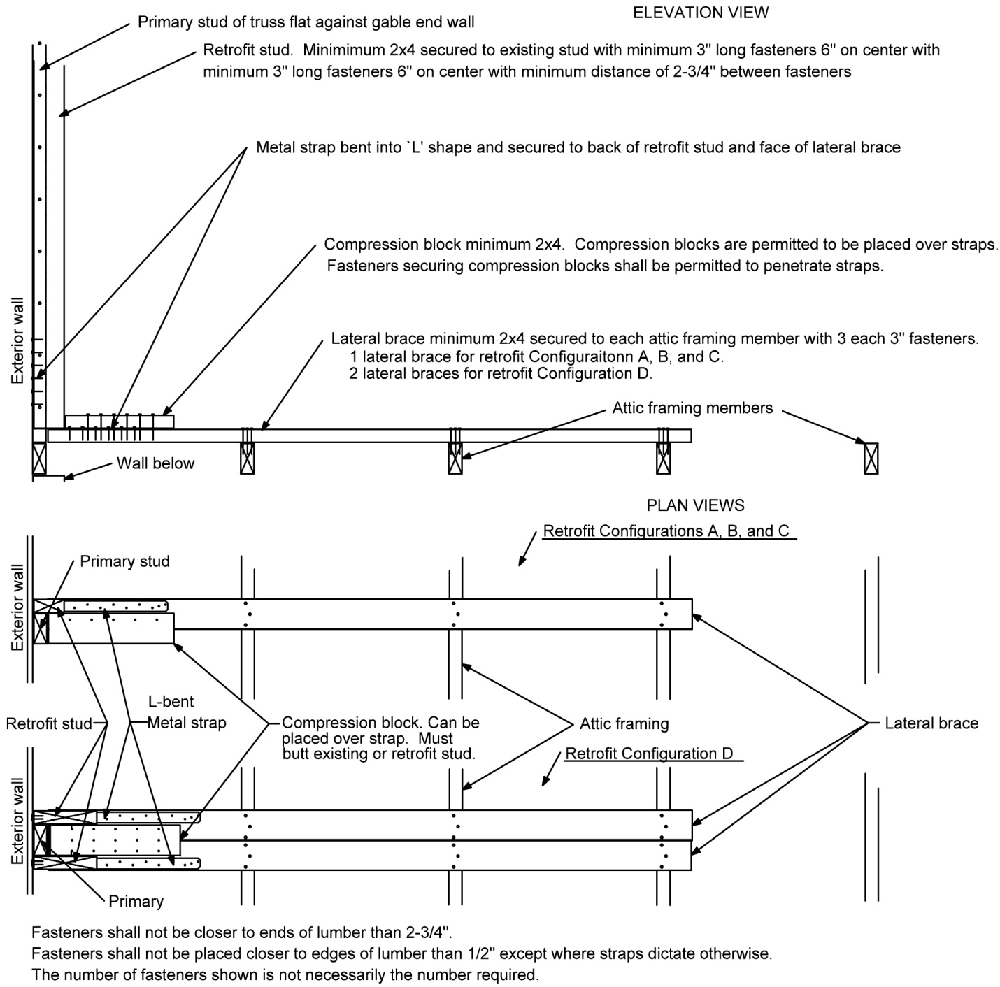 ELEVATION VIEW
Primary stud of truss flat against gable end wall
Retrofit stud.  Minimimum 2x4 secured to existing stud with minimum 3" long fasteners 6" on center with
minimum 3" long fasteners 6" on center with minimum distance of 2-3/4" between fasteners
Metal strap bent into `L' shape and secured to back of retrofit stud and face of lateral brace
Compression block minimum 2x4.  Compression blocks are permitted to be placed over straps.
Fasteners securing compression blocks shall be permitted to penetrate straps.
Exterior wall
Lateral brace minimum 2x4 secured to each attic framing member with 3 each 3" fasteners.
1 lateral brace for retrofit Configuraitonn A, B, and C.
2 lateral braces for retrofit Configuration D.
Attic framing members
Wall below
PLAN VIEWS
Retrofit Configurations A, B, and C
Primary stud
Exterior wall
L-bent
Retrofit stud
Metal strap
Compression block. Can be
placed over strap.  Must
butt existing or retrofit stud.
Attic framing
Lateral brace
Retrofit Configuration D
Exterior wall
Primary
Fasteners shall not be closer to ends of lumber than 2-3/4".
Fasteners shall not be placed closer to edges of lumber than 1/2" except where straps dictate otherwise.
The number of fasteners shown is not necessarily the number required.